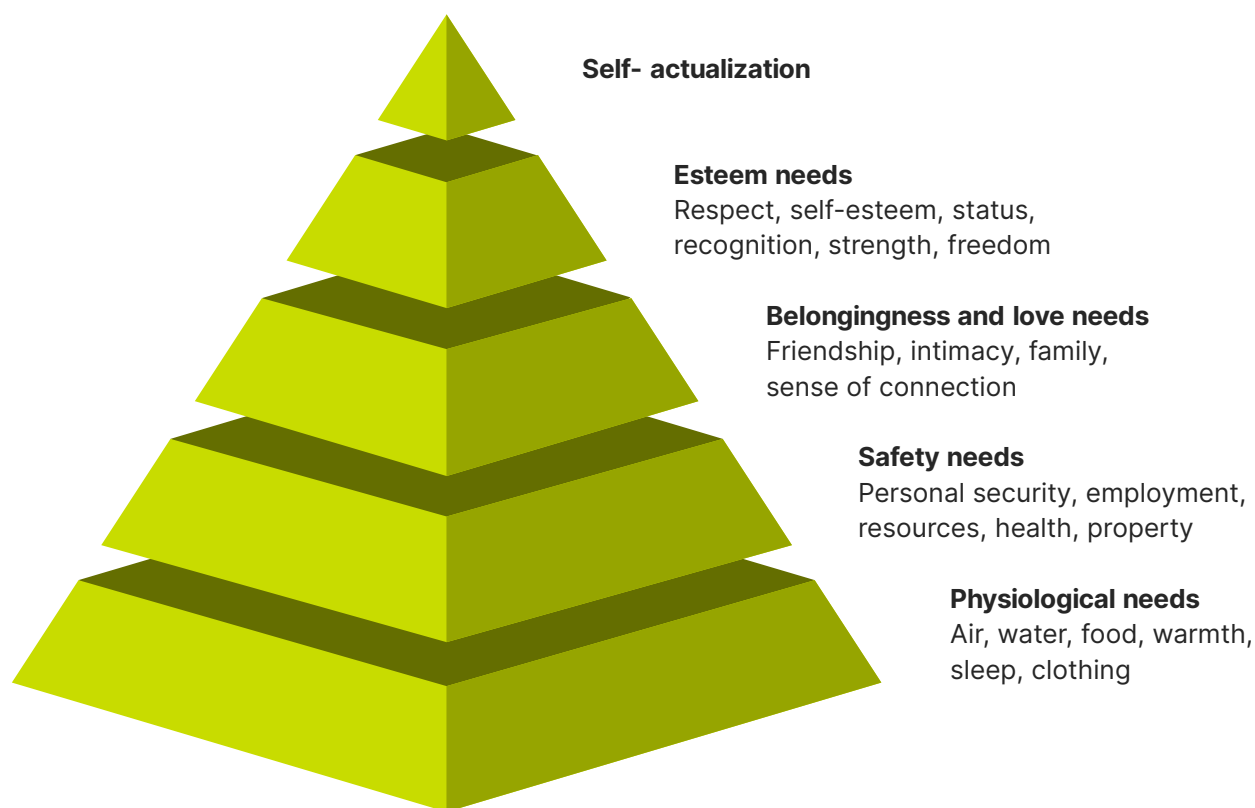 Self- actualization
Esteem needs
Respect, self-esteem, status,
recognition, strength, freedom
Belongingness and love needs
Friendship, intimacy, family,
sense of connection
Safety needs
Personal security, employment,
resources, health, property
Physiological needs
Air, water, food, warmth,
sleep, clothing